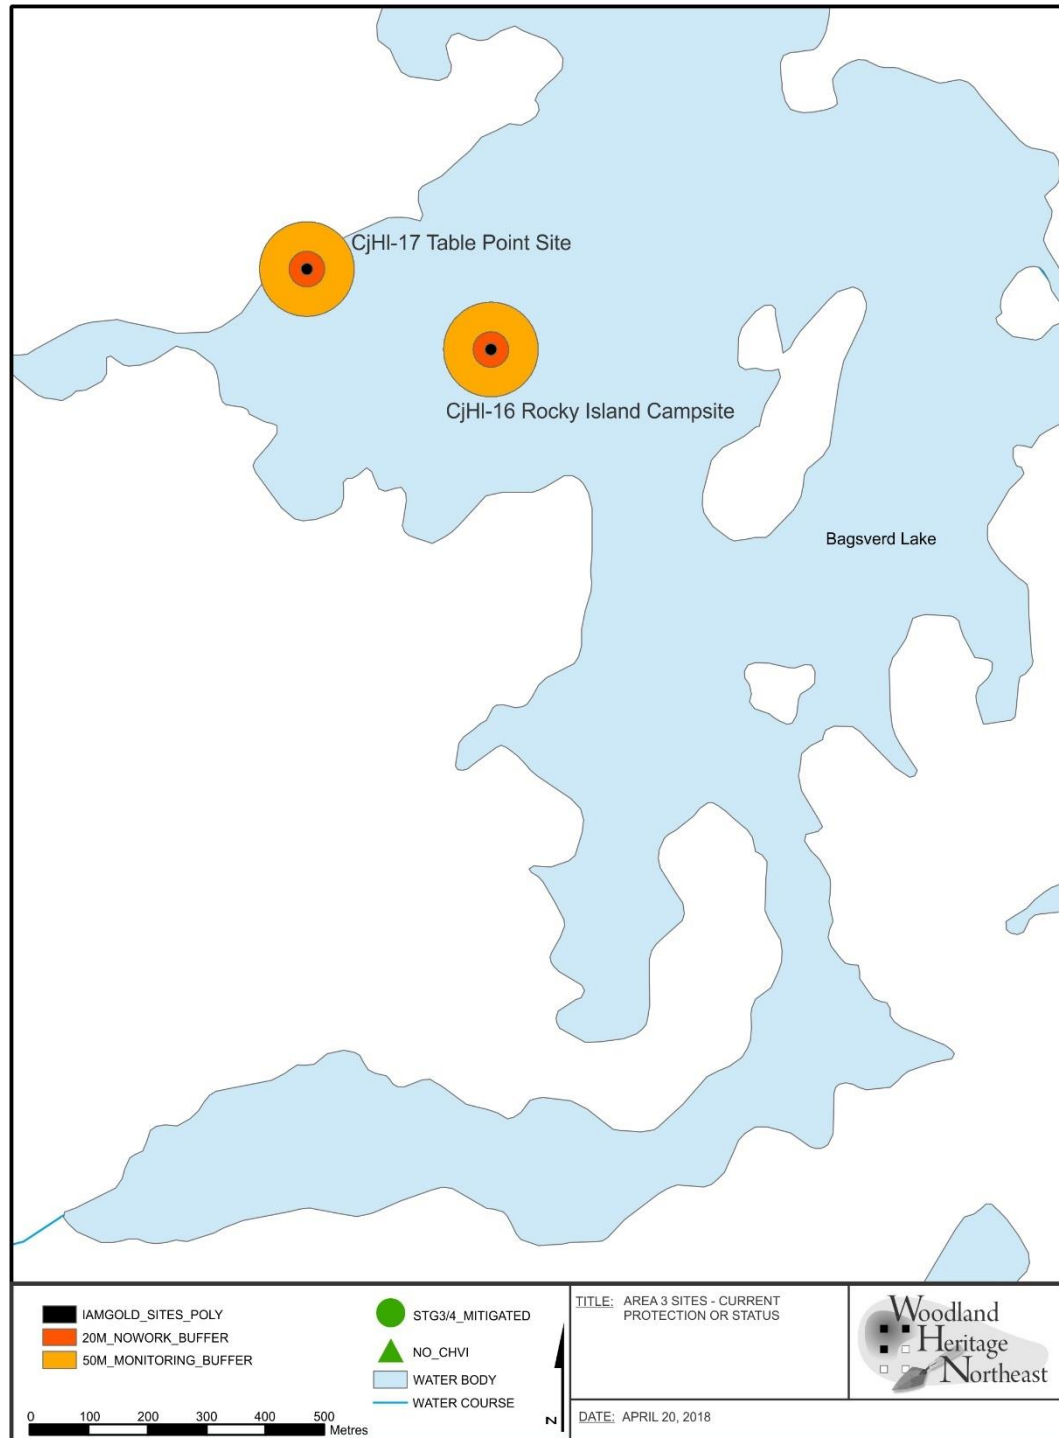 CjHl-17 Table Point Site
CjHl-16 Rocky Island Campsite
Bagsverd Lake
IAMGOLD_SITES_POLY
20M_NOWORK_BUFFER
50M_MONITORING_BUFFER
0 100 200 300 400 500
Metres
STG3/4_MITIGATED
NO_CHVI
WATER BODY
WATER COURSE
N
TITLE: AREA 3 SITES - CURRENT
PROTECTION OR STATUS
DATE: APRIL 20, 2018
Woodland
Heritage
Northeast